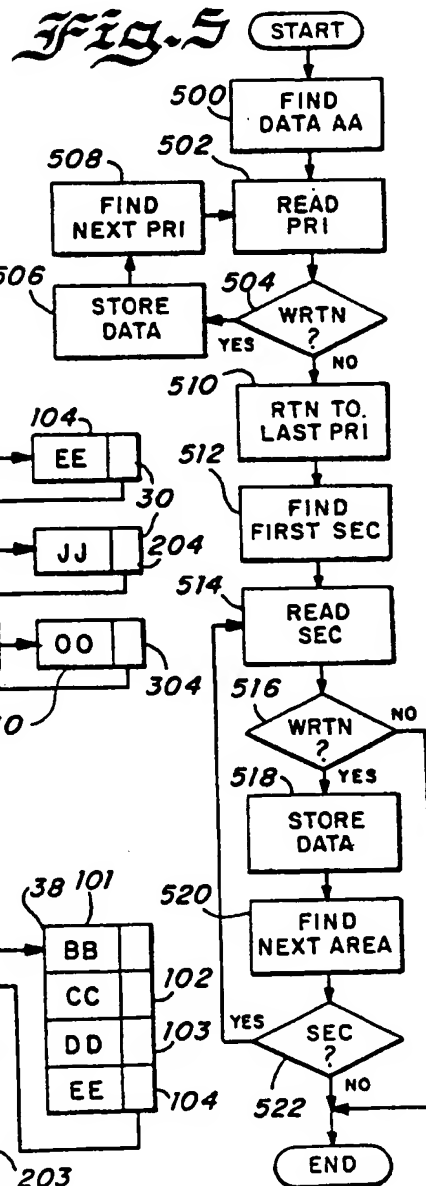 Fig. 5
START
500
FIND
DATA AA
508
502
FIND
NEXT PRI
READ
PRI
506
504
STORE
DATA
WRTN
?
YES
NO
510
RTN TO.
LAST PRI
104
EE
512
30
FIND
FIRST SEC
JJ
204
514
READ
SEC
OO
304
516
WRTN
?
NO
YES
518
STORE
DATA
520
38
101
FIND
NEXT AREA
BB
CC
102
DD
103
YES
SEC
?
EE
104
522
NO
203
END